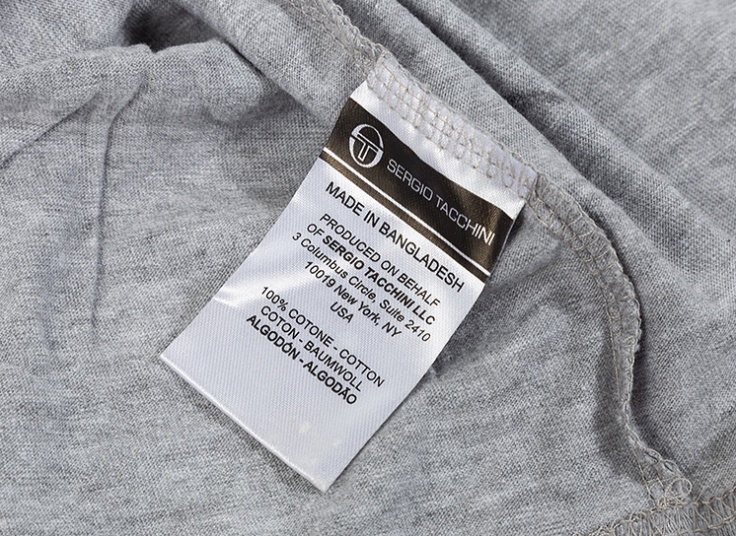 SERGIO TACCHINI
MADE IN BANGLADESH
PRODUCED ON BEHALF
OF SERGIO TACCHINI LLC
3 Columbus Circle, Suite 2410
10019 New York, NY
USA
100% COTONE - COTTON
COTON - BAUMWOLL
ALGODÓN - ALGODÃO